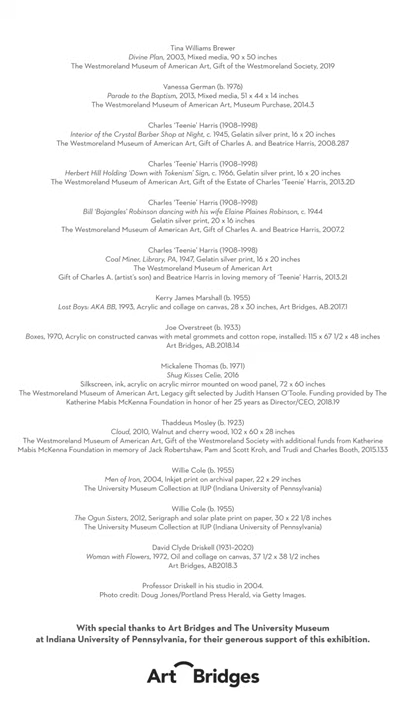 Tina Williams Brewer
Divine Plan, 2003, Mixed media, 90 x 50 inches
The Westmoreland Museum of American Art, Gift of the Westmoreland Society, 2019
Vanessa German (b. 1976)
Parade to the Baptism, 2013, Mixed media, 51 x 44 x 14 inches
The Westmoreland Museum of American Art, Museum Purchase, 2014.3
Charles ‘Teenie’ Harris (1908–1998)
Interior of the Crystal Barber Shop at Night, c. 1945, Gelatin silver print, 16 x 20 inches
The Westmoreland Museum of American Art, Gift of Charles A. and Beatrice Harris, 2008.287
Charles ‘Teenie’ Harris (1908–1998)
Herbert Hill Holding ‘Down with Tokenism’ Sign, c. 1966, Gelatin silver print, 16 x 20 inches
The Westmoreland Museum of American Art, Gift of the Estate of Charles ‘Teenie’ Harris, 2013.20
Charles ‘Teenie’ Harris (1908–1998)
Bill ‘Bojangles’ Robinson dancing with his wife Elaine Plaines Robinson, c. 1944
Gelatin silver print, 20 x 16 inches
The Westmoreland Museum of American Art, Gift of Charles A. and Beatrice Harris, 2007.2
Charles ‘Teenie’ Harris (1908–1998)
Coal Miner, Library, PA, 1947, Gelatin silver print, 16 x 20 inches
The Westmoreland Museum of American Art
Gift of Charles A. (artist’s son) and Beatrice Harris in loving memory of ‘Teenie’ Harris, 2013.21
Kerry James Marshall (b. 1955)
Lost Boys: AKA BB, 1993, Acrylic and collage on canvas, 28 x 30 inches, Art Bridges, AB.2017.1
Joe Overstreet (b. 1933)
Boxes, 1970, Acrylic on constructed canvas with metal grommets and cotton rope, installed: 115 x 67 1/2 x 48 inches
Art Bridges, AB.2018.14
Mickalene Thomas (b. 1971)
Shug Kisses Celie, 2016
Silkscreen, ink, acrylic on acrylic mirror mounted on wood panel, 72 x 60 inches
The Westmoreland Museum of American Art, Legacy gift selected by Judith Hansen O’Toole. Funding provided by The
Katherine Mabis McKenna Foundation in honor of her 25 years as Director/CEO, 2018.19
Thaddeus Mosley (b. 1923)
Cloud, 2010, Walnut and cherry wood, 102 x 60 x 28 inches
The Westmoreland Museum of American Art, Gift of the Westmoreland Society with additional funds from Katherine
Mabis McKenna Foundation in memory of Jack Robertshaw, Pam and Scott Kroh, and Trudi and Charles Booth, 2015.133
Willie Cole (b. 1955)
Men of Iron, 2004, Inkjet print on archival paper, 22 x 29 inches
The University Museum Collection at IUP (Indiana University of Pennsylvania)
Willie Cole (b. 1955)
The Ogun Sisters, 2012, Serigraph and solar plate print on paper, 30 x 22 1/8 inches
The University Museum Collection at IUP (Indiana University of Pennsylvania)
David Clyde Driskell (1931–2020)
Woman with Flowers, 1972, Oil and collage on canvas, 37 1/2 x 38 1/2 inches
Art Bridges, AB2018.3
Professor Driskell in his studio in 2004.
Photo credit: Doug Jones/Portland Press Herald, via Getty Images.
With special thanks to Art Bridges and The University Museum
at Indiana University of Pennsylvania, for their generous support of this exhibition.
Art Bridges